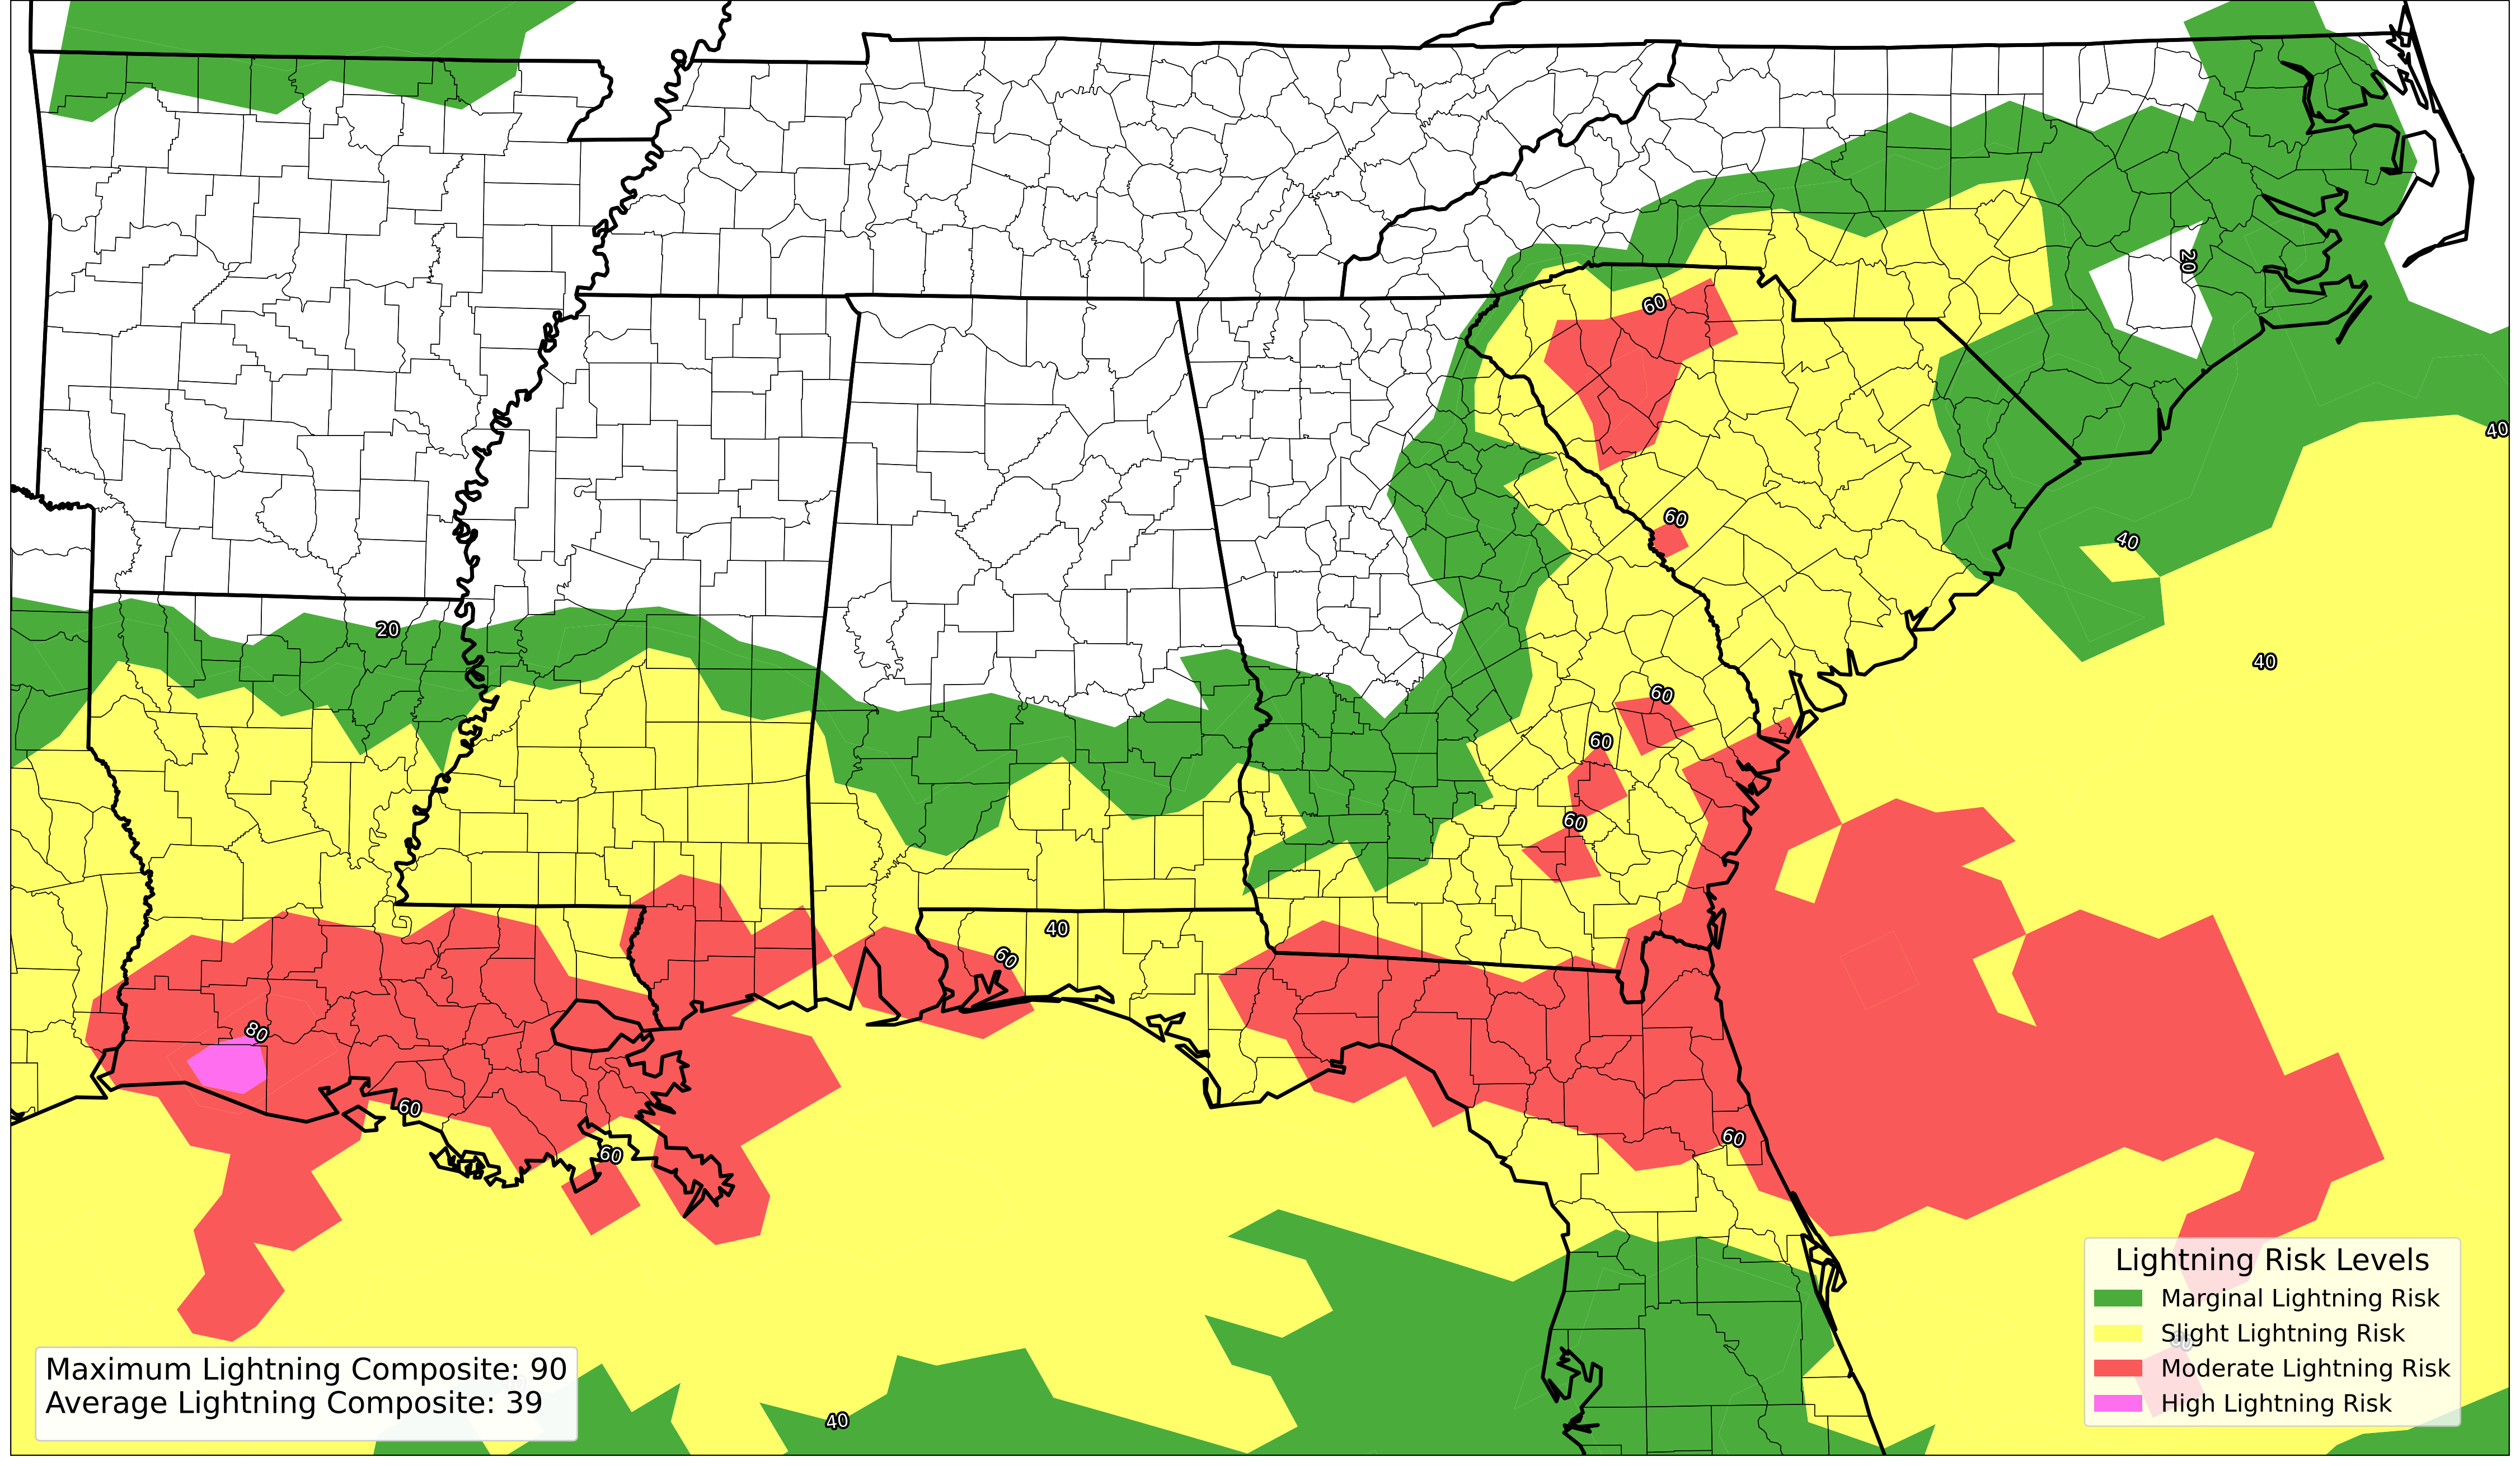 20
60
40
60
40
20
40
60
60
60
40
60
80
60
60
60
40
Maximum Lightning Composite: 90
Average Lightning Composite: 39
Lightning Risk Levels
Marginal Lightning Risk
Slight Lightning Risk
Moderate Lightning Risk
High Lightning Risk